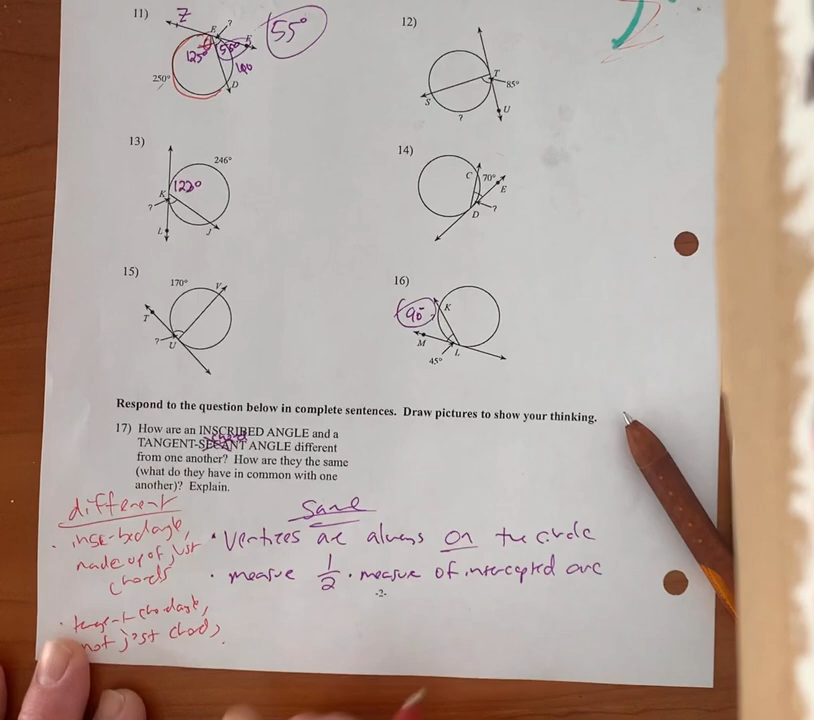 11)
Z
E
?
F
55°
125°
55°
110
250°
D
12)
T
85°
S
U
?
13)
246°
K
123°
?
L
J
14)
C
70°
E
?
D
15)
170°
V
T
?
U
16)
90°
K
M
L
45°
Respond to the question below in complete sentences. Draw pictures to show your thinking.
17) How are an INSCRIBED ANGLE and a
TANGENT-SECANT ANGLE different
from one another? How are they the same
(what do they have in common with one
another)? Explain.
different
made up of just
chords
not just chords
Same
• Vertices are always on the circle
• measure 1/2 · measure of intercepted arc
-2-